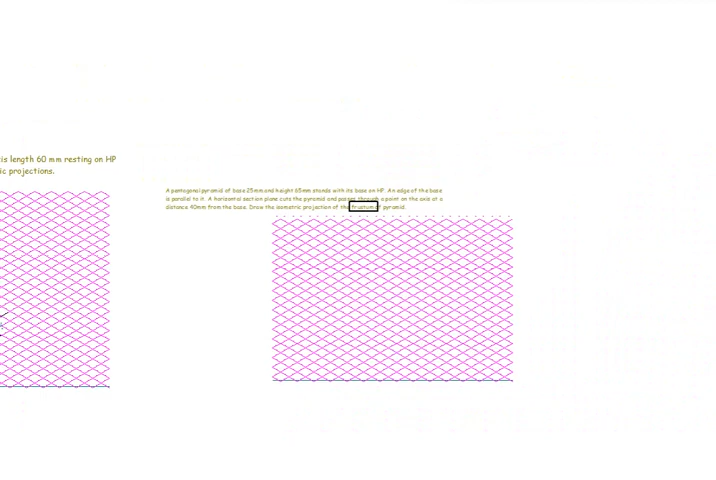 is length 60 mm resting on HP
ic projections.
A pentagonal pyramid of base 25mm and height 65mm stands with its base on HP. An edge of the base
is parallel to it. A horizontal section plane cuts the pyramid and passes through a point on the axis at a
distance 40mm from the base. Draw the isometric projection of the frustum of pyramid.